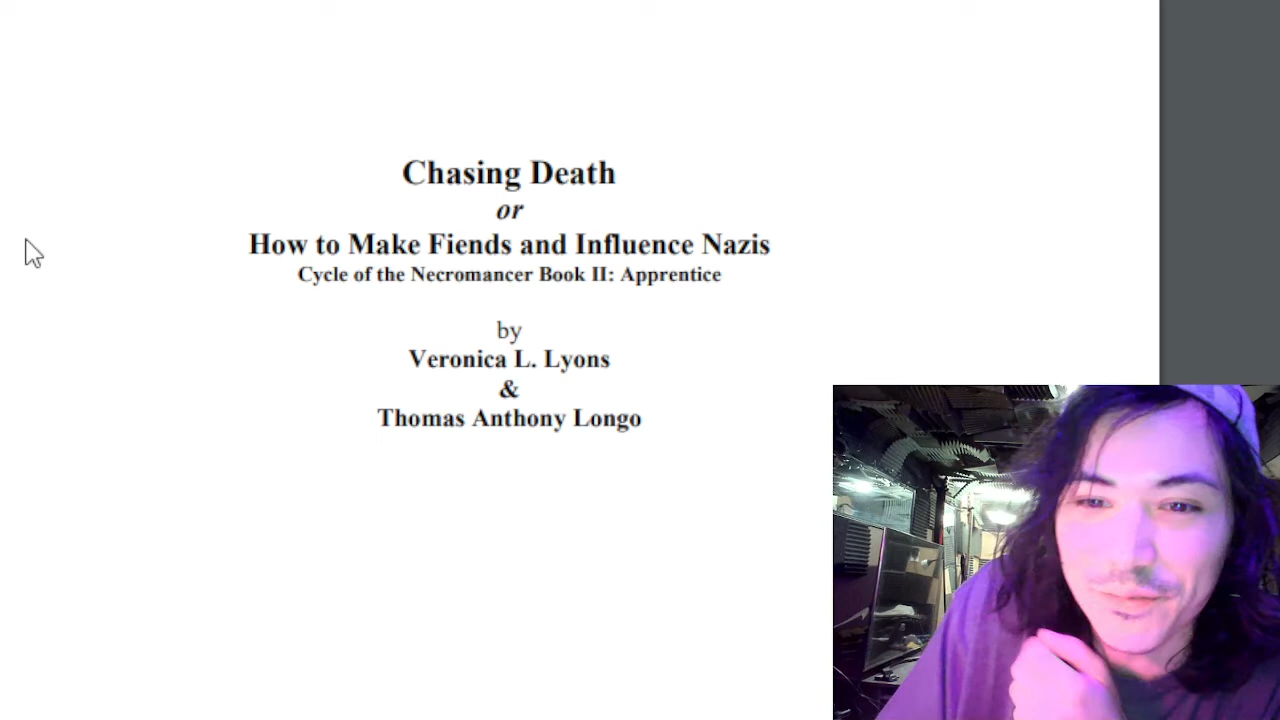 Chasing Death
or
How to Make Fiends and Influence Nazis
Cycle of the Necromancer Book II: Apprentice
by
Veronica L. Lyons
&
Thomas Anthony Longo